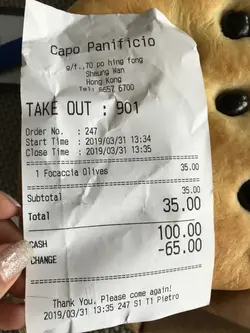 Capo Panificio
g/f., 70 po hing fong
Sheung Wan
Hong Kong
Tel: 8657 6700
TAKE OUT : 901
Order No. : 247
Start Time : 2019/03/31 13:34
Close Time : 2019/03/31 13:35
1 Focaccia Olives 35.00
Subtotal 35.00
Total 35.00
CASH 100.00
CHANGE -65.00
Thank You, Please come again!
2019/03/31 13:35 247 S1 T1 Pietro